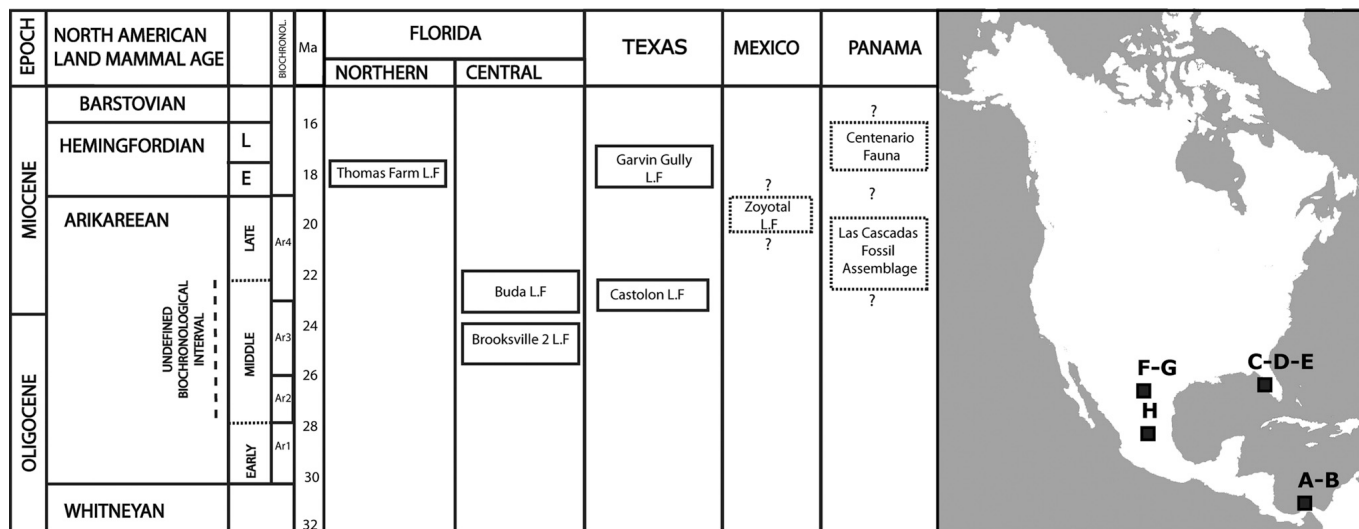 EPOCH
NORTH AMERICAN
LAND MAMMAL AGE
BIOCHRONOL.
Ma
FLORIDA
NORTHERN
CENTRAL
TEXAS
MEXICO
PANAMA
MIOCENE
OLIGOCENE
BARSTOVIAN
HEMINGFORDIAN
L
E
ARIKAREEAN
LATE
MIDDLE
EARLY
UNDEFINED
BIOCHRONOLOGICAL
INTERVAL
Ar4
Ar3
Ar2
Ar1
WHITNEYAN
16
18
20
22
24
26
28
30
32
Thomas Farm L.F
Buda L.F
Brooksville 2 L.F
Garvin Gully
L.F
Castolon L.F
?
Zoyotal
L.F
?
?
Centenario
Fauna
?
Las Cascadas
Fossil
Assemblage
?
F-G
H
C-D-E
A-B